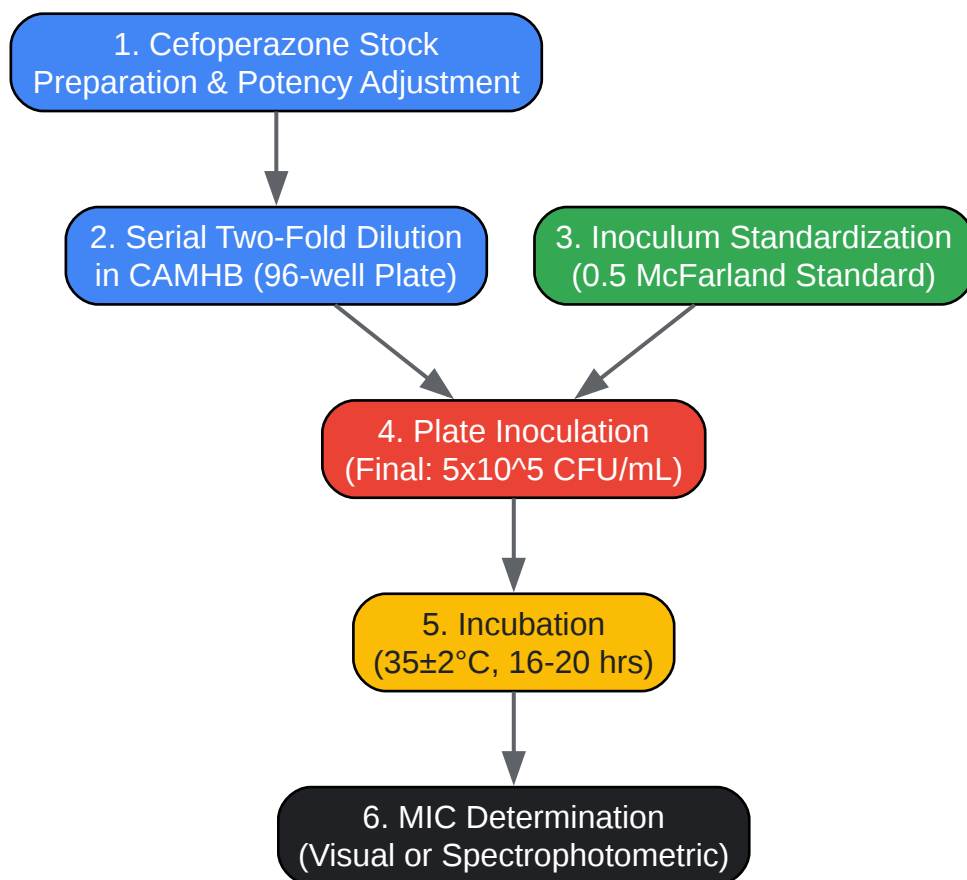 1. Cefoperazone Stock
Preparation & Potency Adjustment
2. Serial Two-Fold Dilution
in CAMHB (96-well Plate)
3. Inoculum Standardization
(0.5 McFarland Standard)
4. Plate Inoculation
(Final: 5x10^5 CFU/mL)
5. Incubation
(35±2°C, 16-20 hrs)
6. MIC Determination
(Visual or Spectrophotometric)